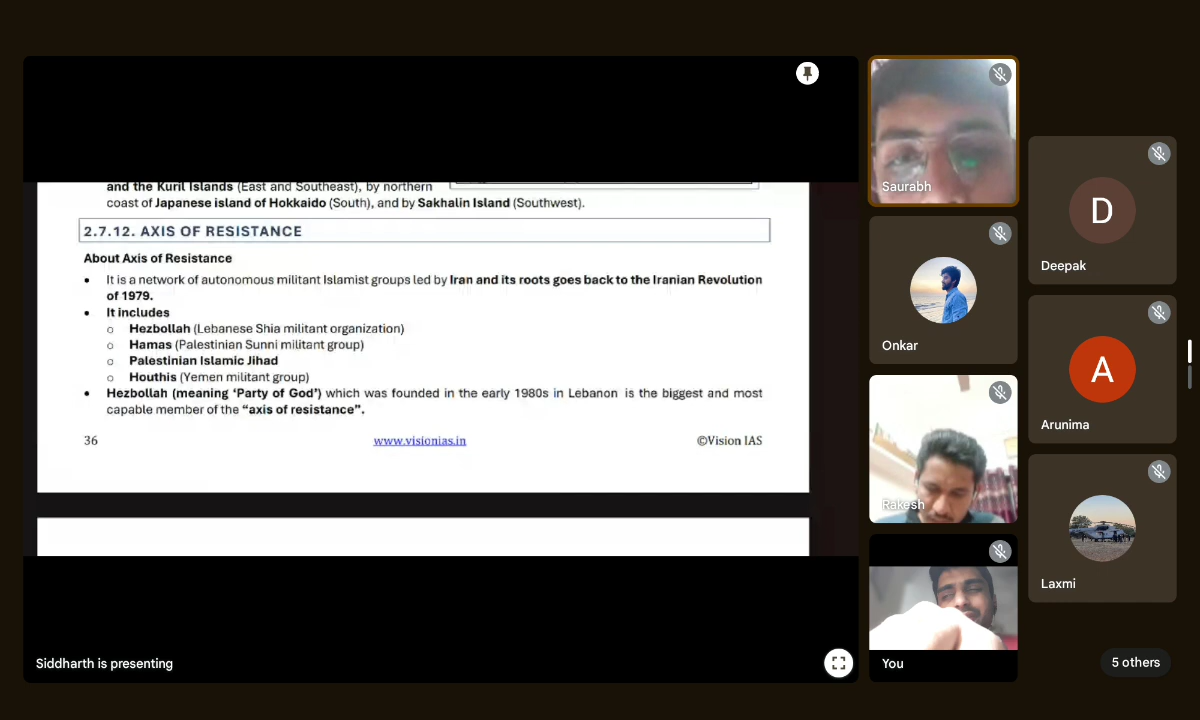 and the Kuril Islands (East and Southeast), by northern
coast of Japanese island of Hokkaido (South), and by Sakhalin Island (Southwest).
2.7.12. AXIS OF RESISTANCE
About Axis of Resistance
• It is a network of autonomous militant Islamist groups led by Iran and its roots goes back to the Iranian Revolution
of 1979.
• It includes
o Hezbollah (Lebanese Shia militant organization)
o Hamas (Palestinian Sunni militant group)
o Palestinian Islamic Jihad
o Houthis (Yemen militant group)
• Hezbollah (meaning ‘Party of God’) which was founded in the early 1980s in Lebanon is the biggest and most
capable member of the “axis of resistance”.
36 www.visionias.in ©Vision IAS
Siddharth is presenting
Saurabh
Onkar
Rakesh
You
D
Deepak
A
Arunima
Laxmi
5 others